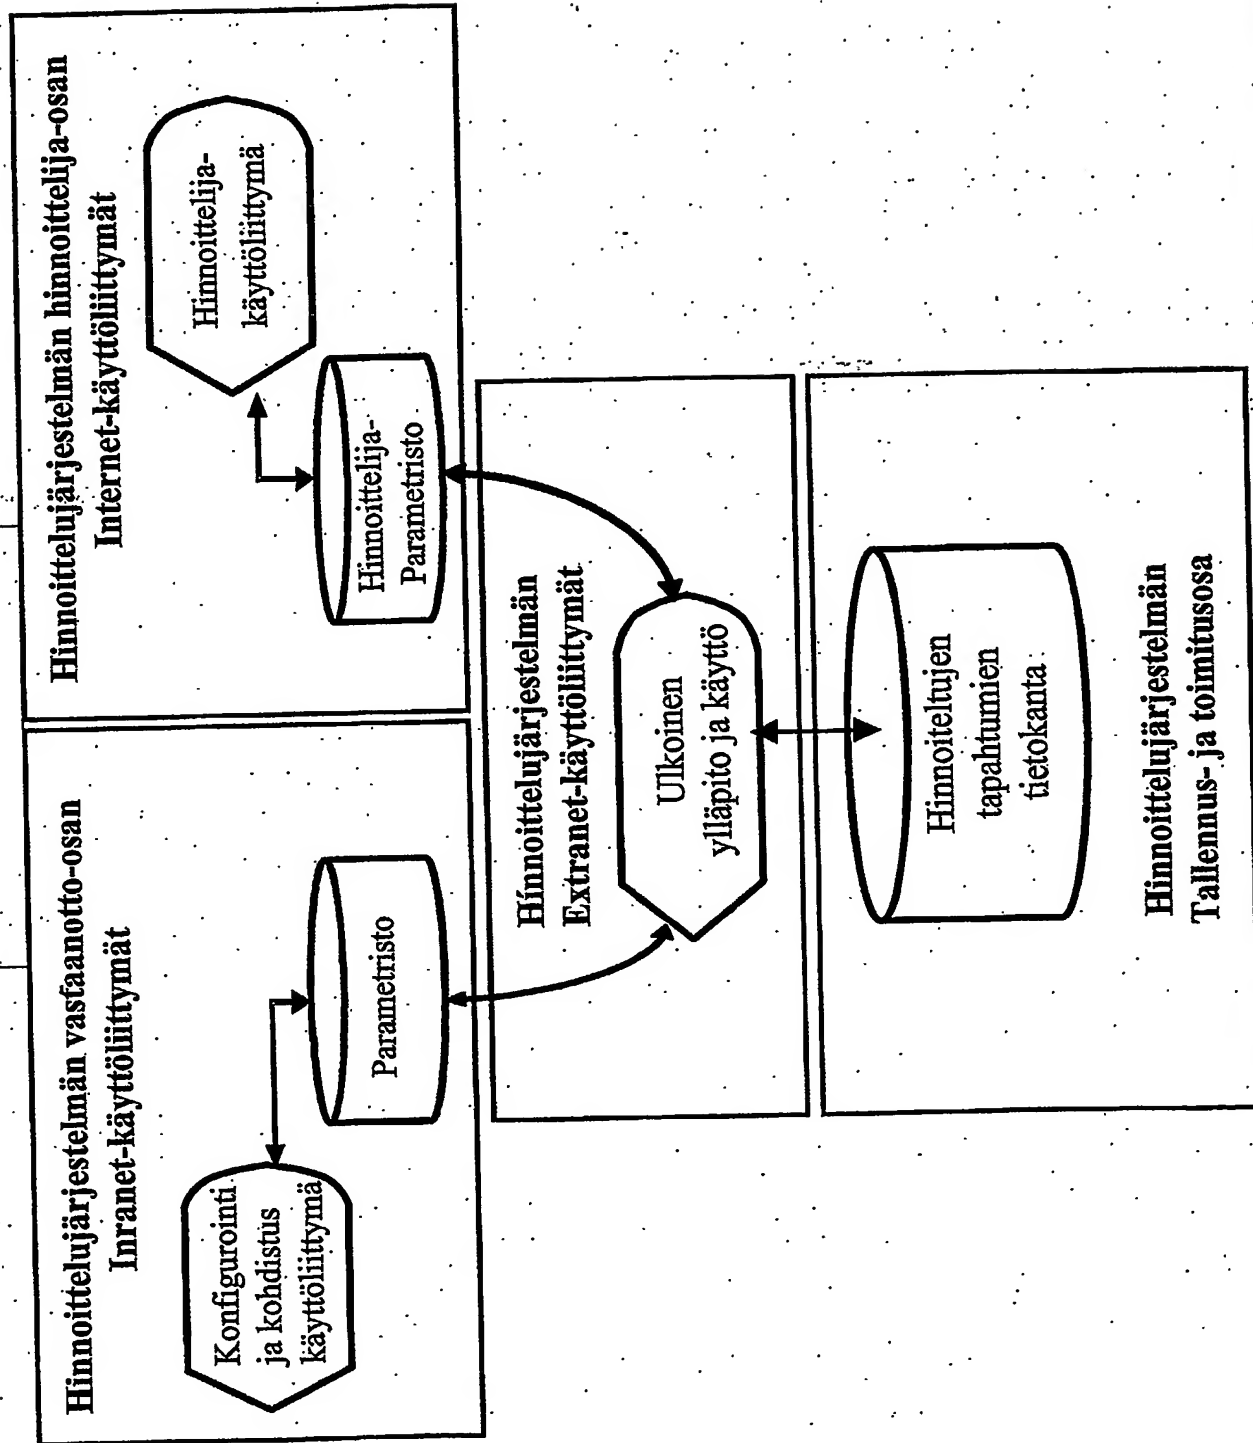 Hinnoittelujärjestelmän vastaanotto-osan
Inranet-käyttöliittymät
Konfigurointi
ja kohdistus
käyttöliittymä
Parametristo
Hinnoittelujärjestelmän hinnoittelija-osan
Internet-käyttöliittymät
Hinnoittelija-
käyttöliittymä
Hinnoittelija-
Parametristo
Hinnoittelujärjestelmän
Extranet-käyttöliittymät
Ulkoinen
ylläpito ja käyttö
Hinnoiteltujen
tapahtumien
tietokanta
Hinnoittelujärjestelmän
Tallennus- ja toimitusosa